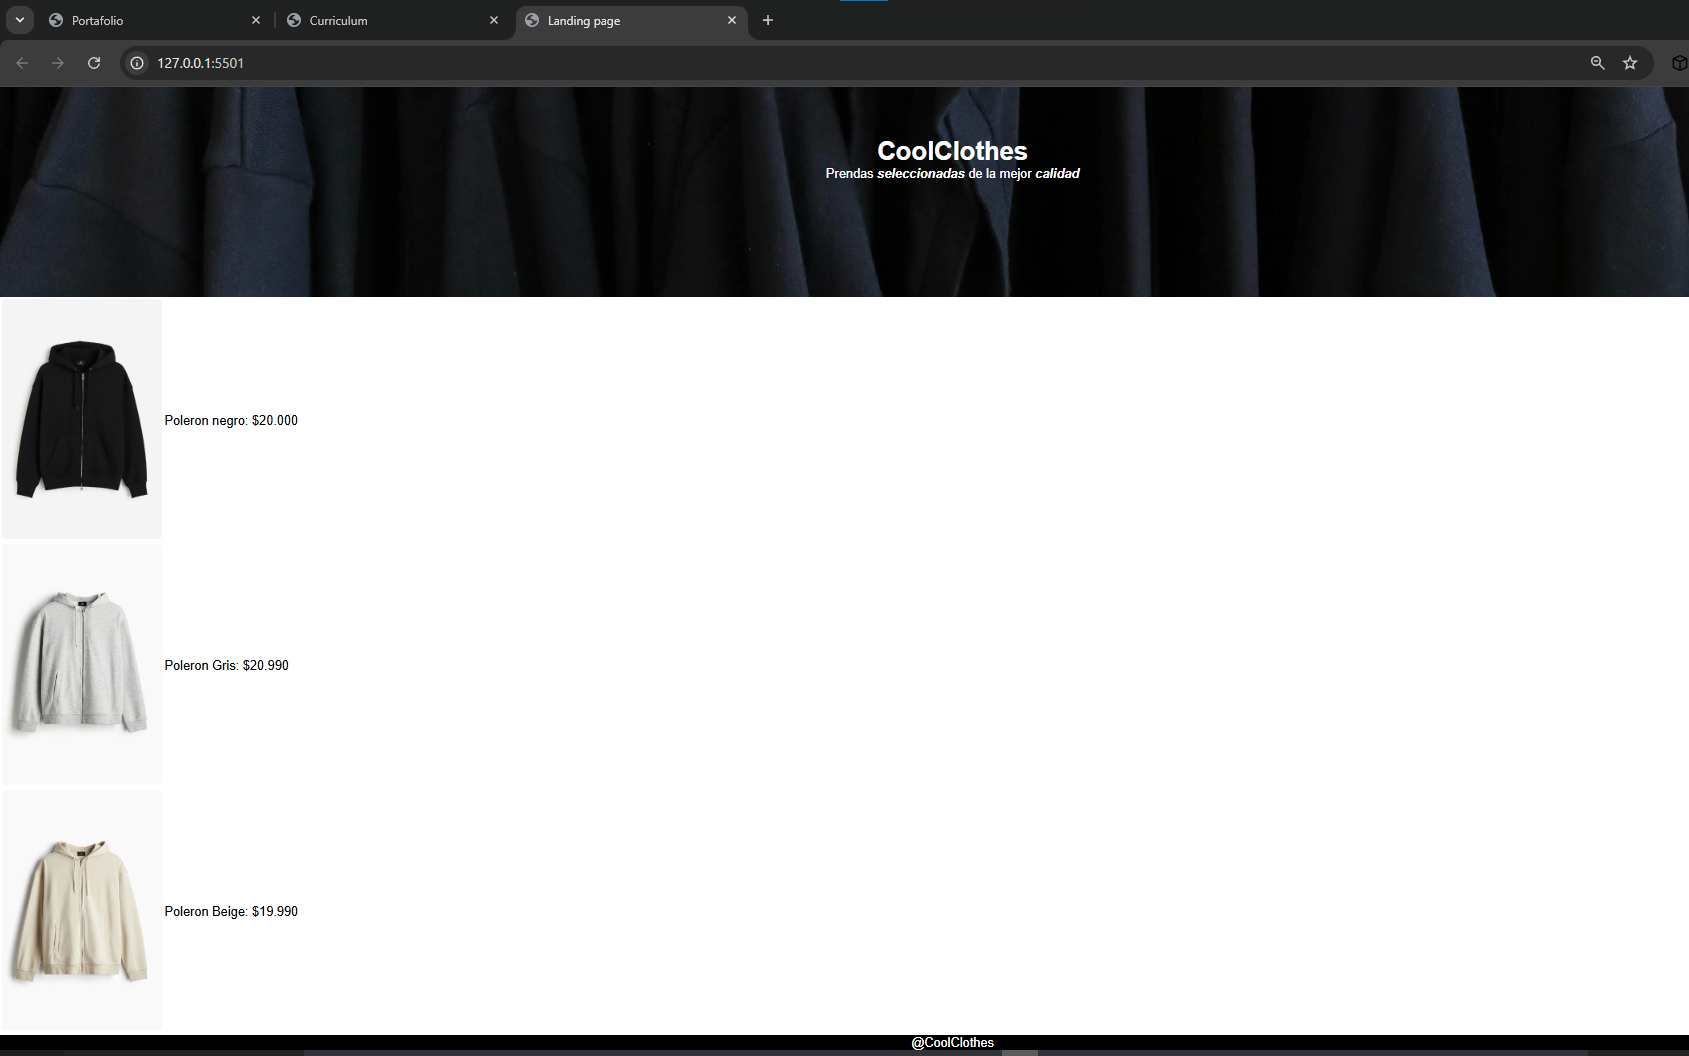 Portafolio
Curriculum
Landing page
127.0.0.1:5501
CoolClothes
Prendas seleccionadas de la mejor calidad
Poleron negro: $20.000
Poleron Gris: $20.990
Poleron Beige: $19.990
@CoolClothes